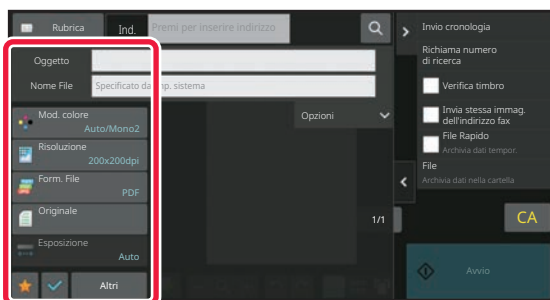 Rubrica
Ind.
Premi per inserire indirizzo
Oggetto
Nome File
Specificato da imp. sistema
Mod. colore
Auto/Mono2
Risoluzione
200x200dpi
Form. File
PDF
Originale
Esposizione
Auto
Altri
Opzioni
1/1
Invio cronologia
Richiama numero
di ricerca
Verifica timbro
Invia stessa immag.
dell'indirizzo fax
File Rapido
Archivia dati tempor.
File
Archivia dati nella cartella
CA
Avvio